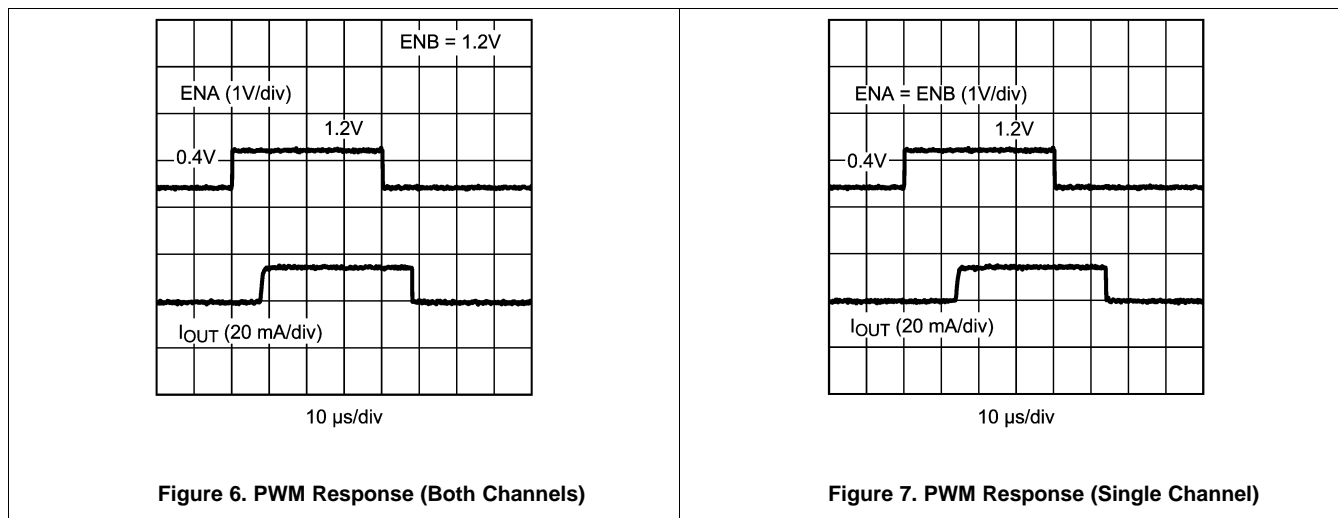 ENB = 1.2V
ENA (1V/div)
1.2V
0.4V
IOUT (20 mA/div)
10 µs/div
Figure 6. PWM Response (Both Channels)
ENA = ENB (1V/div)
1.2V
0.4V
IOUT (20 mA/div)
10 µs/div
Figure 7. PWM Response (Single Channel)